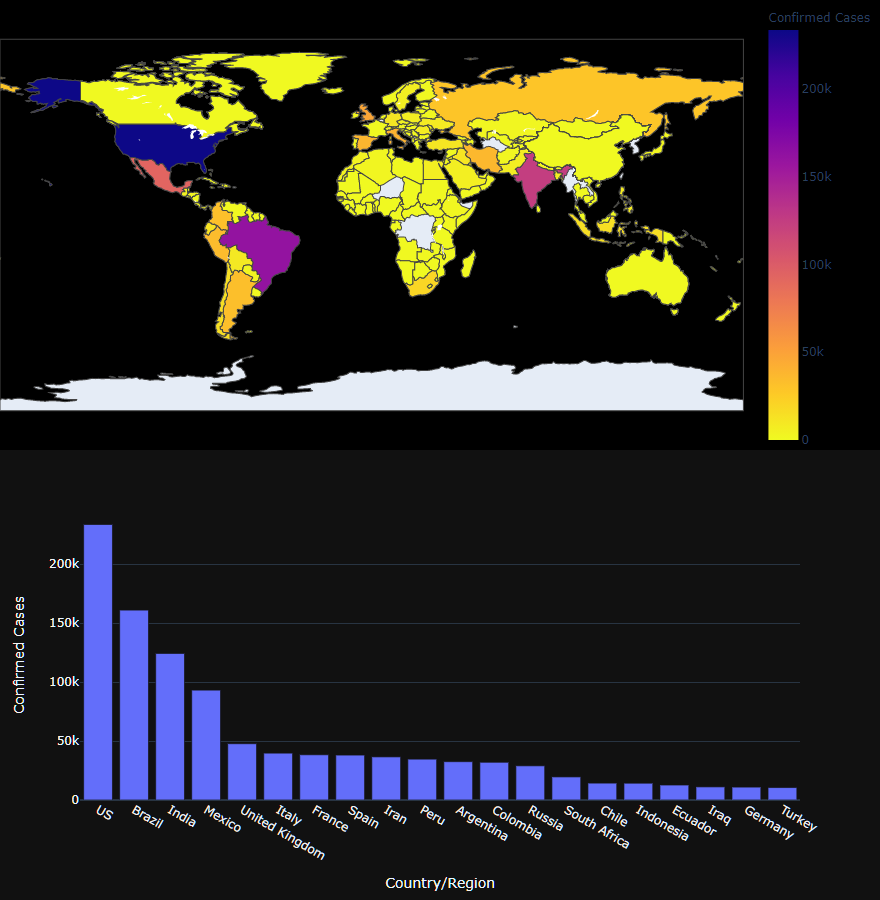 Confirmed Cases
200k
150k
100k
50k
0
200k
150k
100k
50k
0
Confirmed Cases
US
Brazil
India
Mexico
United Kingdom
Italy
France
Spain
Iran
Peru
Argentina
Colombia
Russia
South Africa
Chile
Indonesia
Ecuador
Iraq
Germany
Turkey
Country/Region